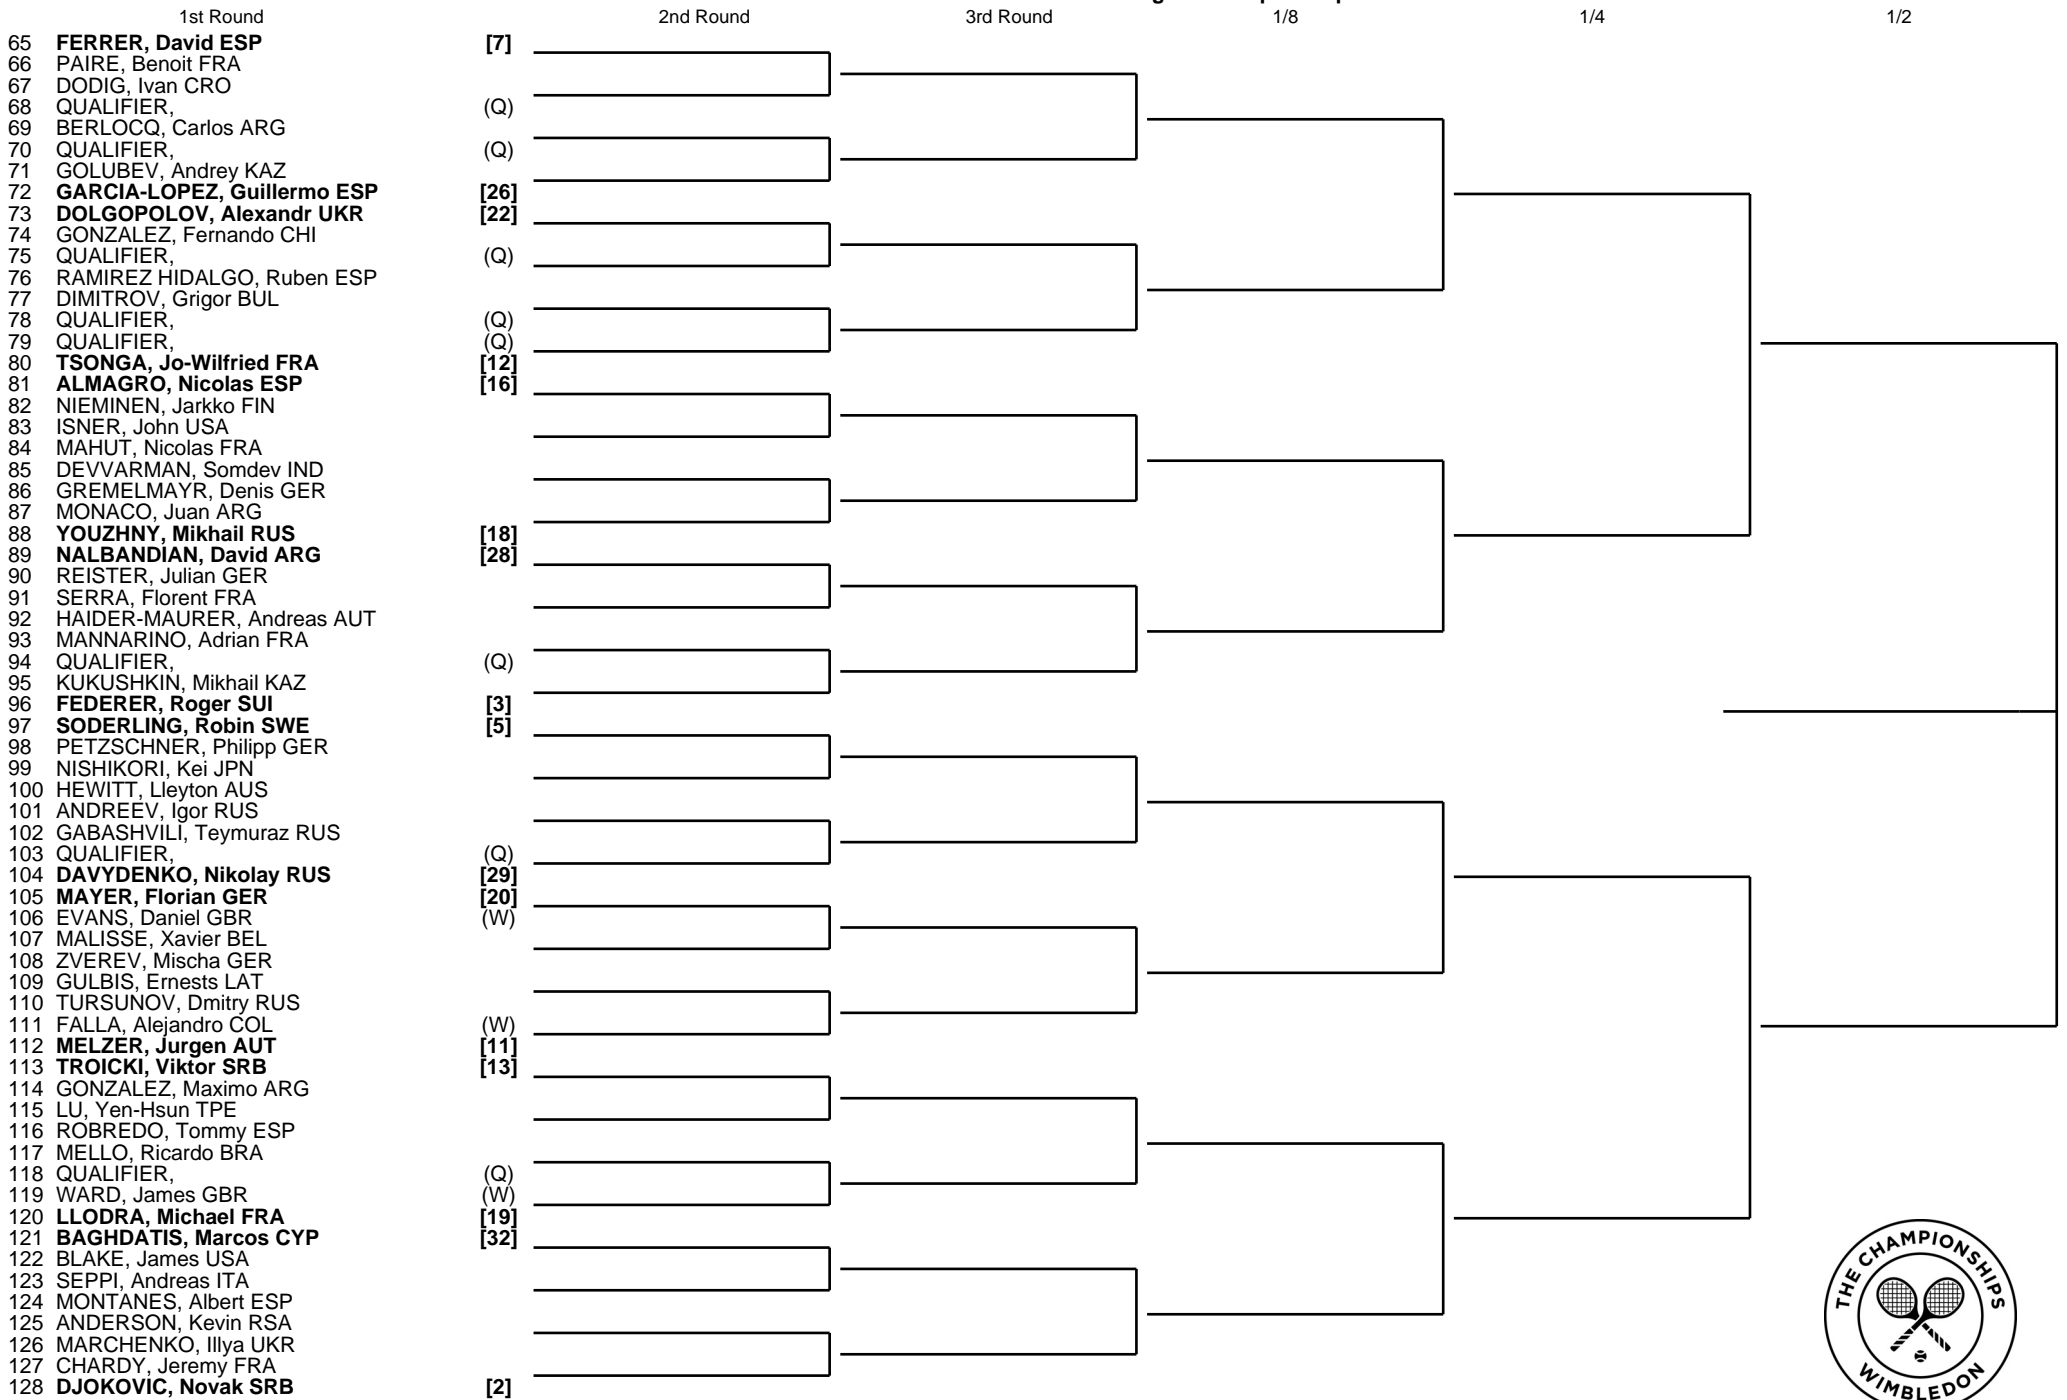 1st Round 2nd Round 3rd Round 1/8 1/4 1/2
65 FERRER, David ESP [7]
66 PAIRE, Benoit FRA
67 DODIG, Ivan CRO
68 QUALIFIER, (Q)
69 BERLOCQ, Carlos ARG
70 QUALIFIER, (Q)
71 GOLUBEV, Andrey KAZ
72 GARCIA-LOPEZ, Guillermo ESP [26]
73 DOLGOPOLOV, Alexandr UKR [22]
74 GONZALEZ, Fernando CHI
75 QUALIFIER, (Q)
76 RAMIREZ HIDALGO, Ruben ESP
77 DIMITROV, Grigor BUL
78 QUALIFIER, (Q)
79 QUALIFIER, (Q)
80 TSONGA, Jo-Wilfried FRA [12]
81 ALMAGRO, Nicolas ESP [16]
82 NIEMINEN, Jarkko FIN
83 ISNER, John USA
84 MAHUT, Nicolas FRA
85 DEVVARMAN, Somdev IND
86 GREMELMAYR, Denis GER
87 MONACO, Juan ARG
88 YOUZHNY, Mikhail RUS [18]
89 NALBANDIAN, David ARG [28]
90 REISTER, Julian GER
91 SERRA, Florent FRA
92 HAIDER-MAURER, Andreas AUT
93 MANNARINO, Adrian FRA
94 QUALIFIER, (Q)
95 KUKUSHKIN, Mikhail KAZ
96 FEDERER, Roger SUI [3]
97 SODERLING, Robin SWE [5]
98 PETZSCHNER, Philipp GER
99 NISHIKORI, Kei JPN
100 HEWITT, Lleyton AUS
101 ANDREEV, Igor RUS
102 GABASHVILI, Teymuraz RUS
103 QUALIFIER, (Q)
104 DAVYDENKO, Nikolay RUS [29]
105 MAYER, Florian GER [20]
106 EVANS, Daniel GBR (W)
107 MALISSE, Xavier BEL
108 ZVEREV, Mischa GER
109 GULBIS, Ernests LAT
110 TURSUNOV, Dmitry RUS
111 FALLA, Alejandro COL (W)
112 MELZER, Jurgen AUT [11]
113 TROICKI, Viktor SRB [13]
114 GONZALEZ, Maximo ARG
115 LU, Yen-Hsun TPE
116 ROBREDO, Tommy ESP
117 MELLO, Ricardo BRA
118 QUALIFIER, (Q)
119 WARD, James GBR (W)
120 LLODRA, Michael FRA [19]
121 BAGHDATIS, Marcos CYP [32]
122 BLAKE, James USA
123 SEPPI, Andreas ITA
124 MONTANES, Albert ESP
125 ANDERSON, Kevin RSA
126 MARCHENKO, Illya UKR
127 CHARDY, Jeremy FRA
128 DJOKOVIC, Novak SRB [2]
THE CHAMPIONSHIPS
WIMBLEDON